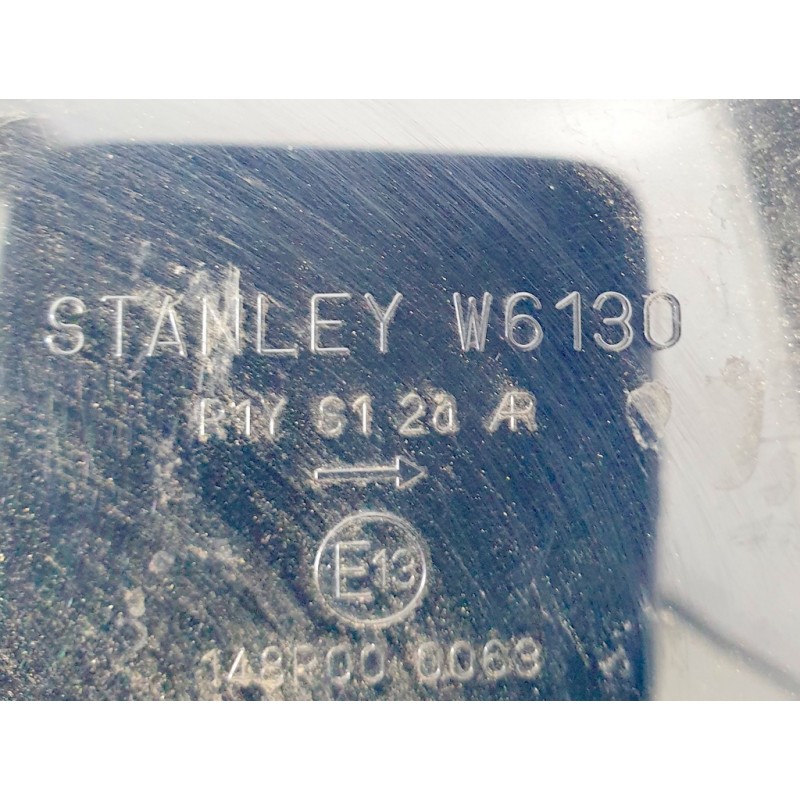 STANLEY W6130
R1Y S1 2a AR
E13
148R00 0063